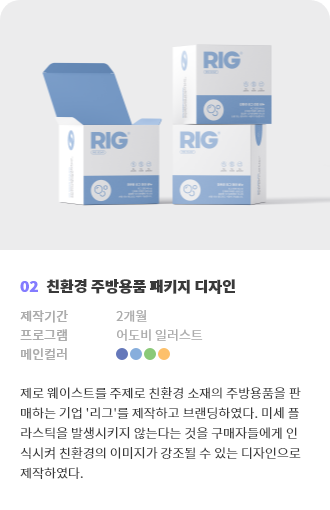 RIG
RIG
RIG
02 친환경 주방용품 패키지 디자인
제작기간 2개월
프로그램 어도비 일러스트
메인컬러
제로 웨이스트를 주제로 친환경 소재의 주방용품을 판
매하는 기업 '리그'를 제작하고 브랜딩하였다. 미세 플
라스틱을 발생시키지 않는다는 것을 구매자들에게 인
식시켜 친환경의 이미지가 강조될 수 있는 디자인으로
제작하였다.